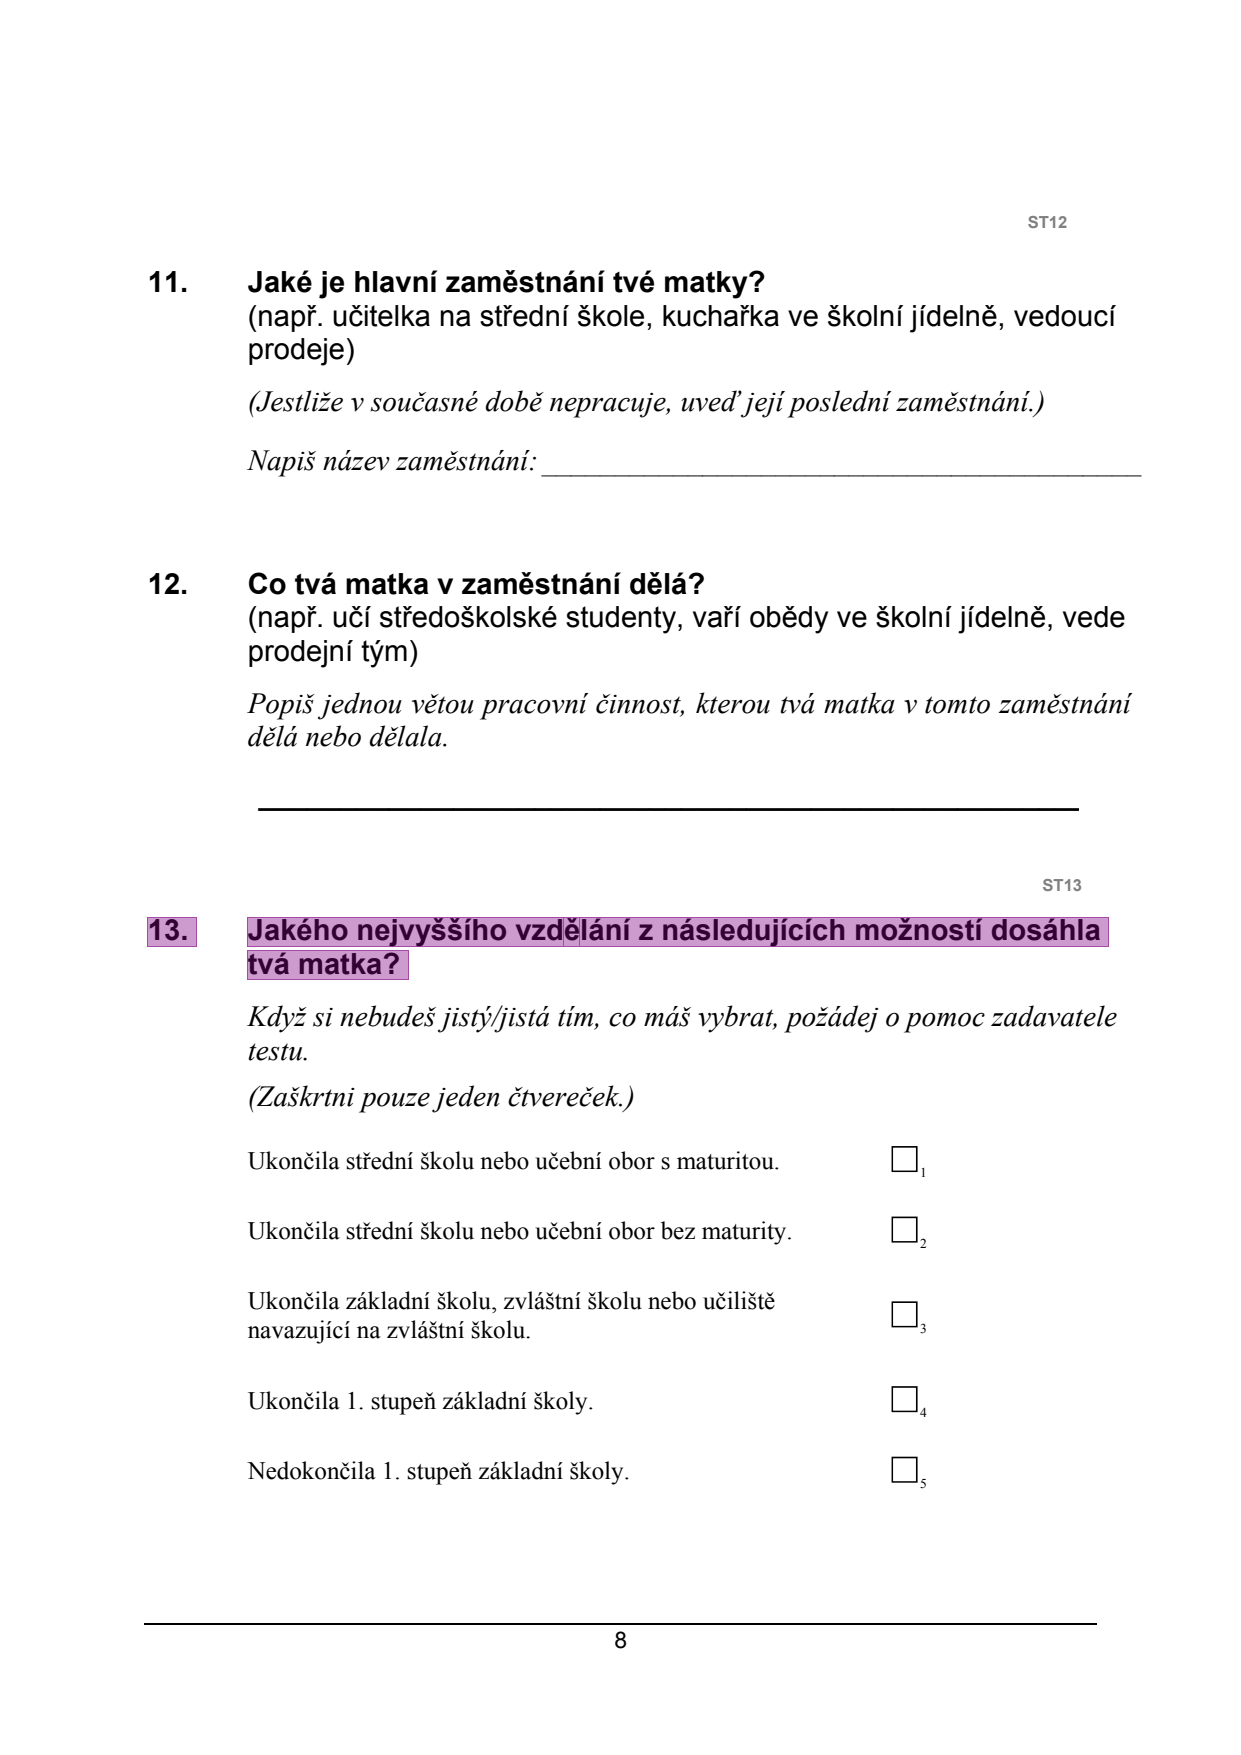 ST12
11. Jaké je hlavní zaměstnání tvé matky?
(např. učitelka na střední škole, kuchařka ve školní jídelně, vedoucí
prodeje)
(Jestliže v současné době nepracuje, uveď její poslední zaměstnání.)
Napiš název zaměstnání: ________________________________________
12. Co tvá matka v zaměstnání dělá?
(např. učí středoškolské studenty, vaří obědy ve školní jídelně, vede
prodejní tým)
Popiš jednou větou pracovní činnost, kterou tvá matka v tomto zaměstnání
dělá nebo dělala.
ST13
13. Jakého nejvyššího vzdělání z následujících možností dosáhla
tvá matka?
Když si nebudeš jistý/jistá tím, co máš vybrat, požádej o pomoc zadavatele
testu.
(Zaškrtni pouze jeden čtvereček.)
Ukončila střední školu nebo učební obor s maturitou. □1
Ukončila střední školu nebo učební obor bez maturity. □2
Ukončila základní školu, zvláštní školu nebo učiliště
navazující na zvláštní školu. □3
Ukončila 1. stupeň základní školy. □4
Nedokončila 1. stupeň základní školy. □5
8